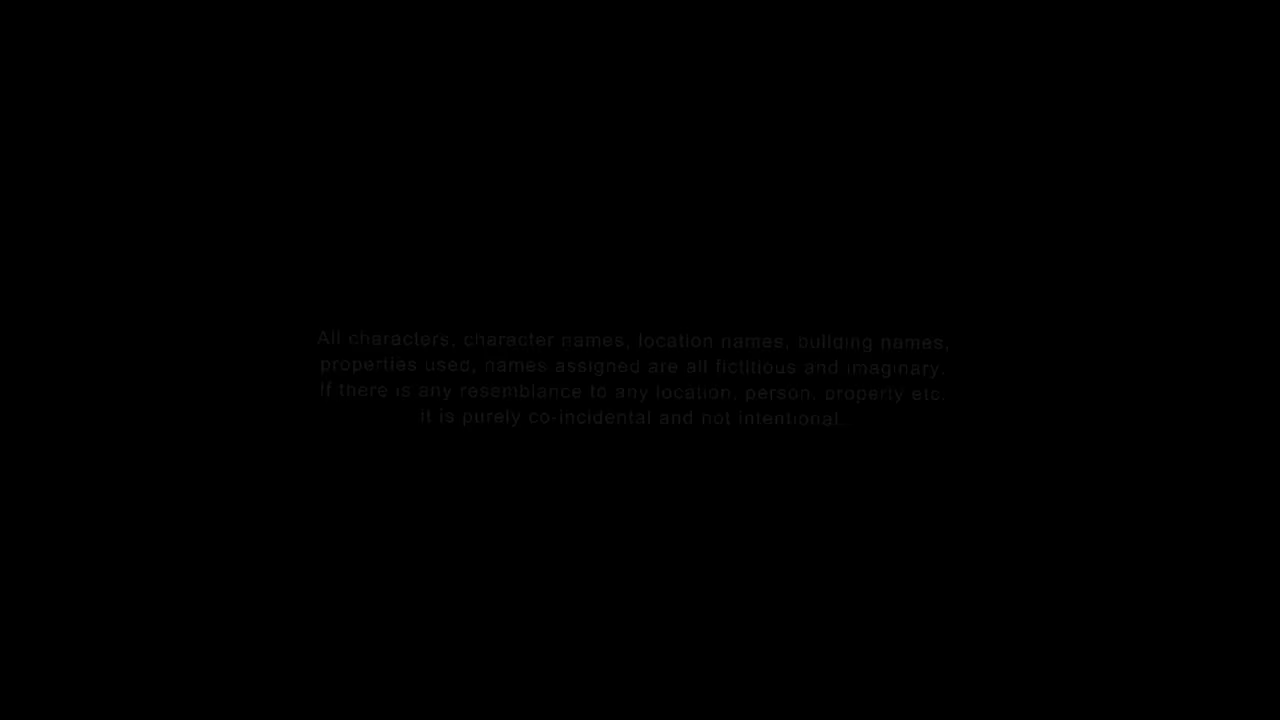 All characters, character names, location names, building names,
properties used, names assigned are all fictitious and imaginary.
If there is any resemblance to any location, person, property etc.
it is purely co-incidental and not intentional.